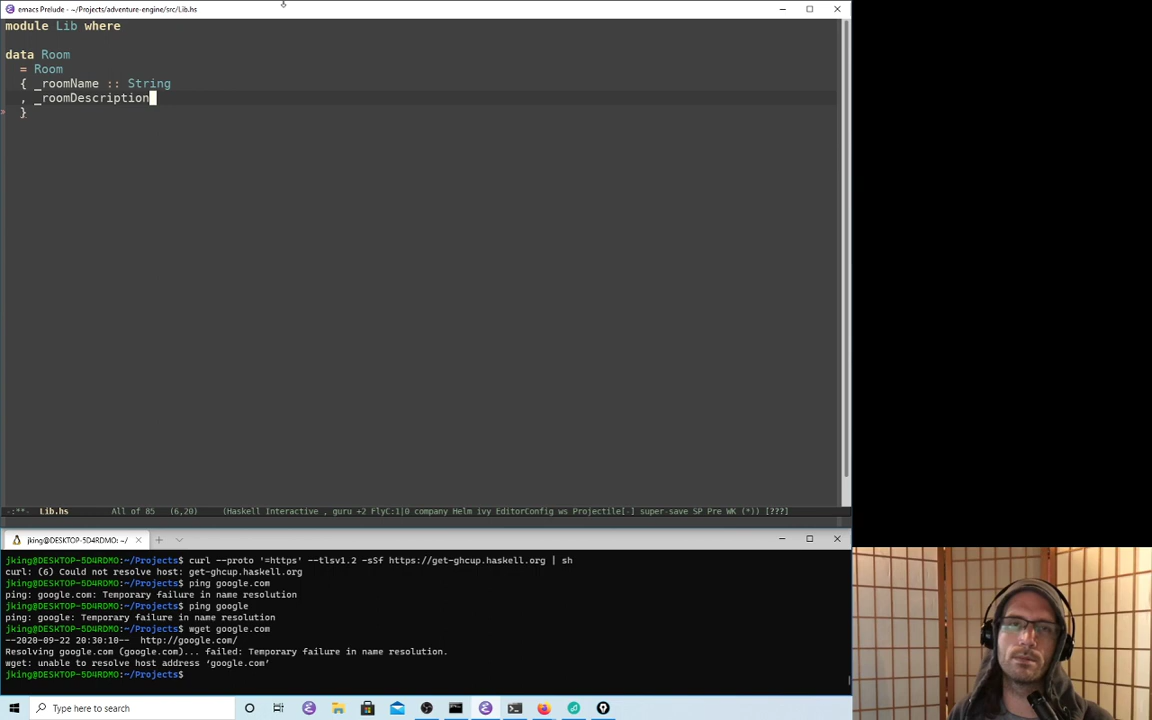 emacs Prelude - ~/Projects/adventure-engine/src/Lib.hs
module Lib where
data Room
= Room
{ _roomName :: String
, _roomDescription
}
-:**- Lib.hs All of 85 (6,20) (Haskell Interactive , guru +2 FlyC:1|0 company Helm ivy EditorConfig ws Projectile[-] super-save SP Pre WK (*)) [???]
jking@DESKTOP-5D4RDMO: ~/
jking@DESKTOP-5D4RDMO:~/Projects$ curl --proto '=https' --tlsv1.2 -sSf https://get-ghcup.haskell.org | sh
curl: (6) Could not resolve host: get-ghcup.haskell.org
jking@DESKTOP-5D4RDMO:~/Projects$ ping google.com
ping: google.com: Temporary failure in name resolution
jking@DESKTOP-5D4RDMO:~/Projects$ ping google
ping: google: Temporary failure in name resolution
jking@DESKTOP-5D4RDMO:~/Projects$ wget google.com
--2020-09-22 20:30:10-- http://google.com/
Resolving google.com (google.com)... failed: Temporary failure in name resolution.
wget: unable to resolve host address ‘google.com’
jking@DESKTOP-5D4RDMO:~/Projects$
Type here to search